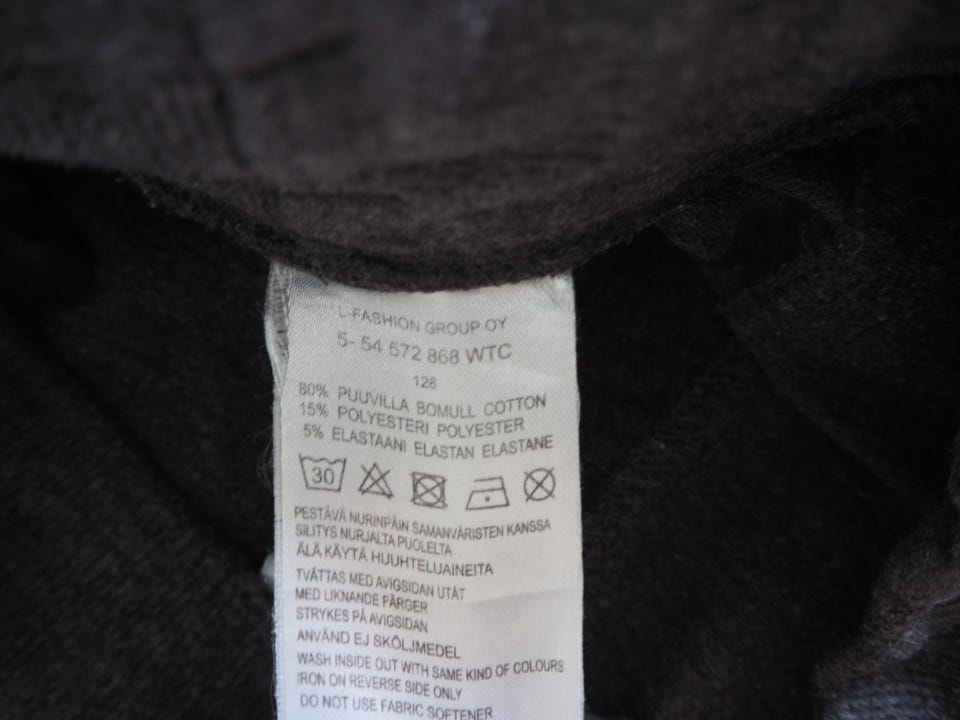 L-FASHION GROUP OY
5- 54 572 868 WTC
128
80% PUUVILLA BOMULL COTTON
15% POLYESTERI POLYESTER
5% ELASTAANI ELASTAN ELASTANE
30
PESTÄVÄ NURINPÄIN SAMANVÄRISTEN KANSSA
SILITYS NURJALTA PUOLELTA
ÄLÄ KÄYTÄ HUUHTELUAINEITA
TVÄTTAS MED AVIGSIDAN UTÅT
MED LIKNANDE FÄRGER
STRYKES PÅ AVIGSIDAN
ANVÄND EJ SKÖLJMEDEL
WASH INSIDE OUT WITH SAME KIND OF COLOURS
IRON ON REVERSE SIDE ONLY
DO NOT USE FABRIC SOFTENER